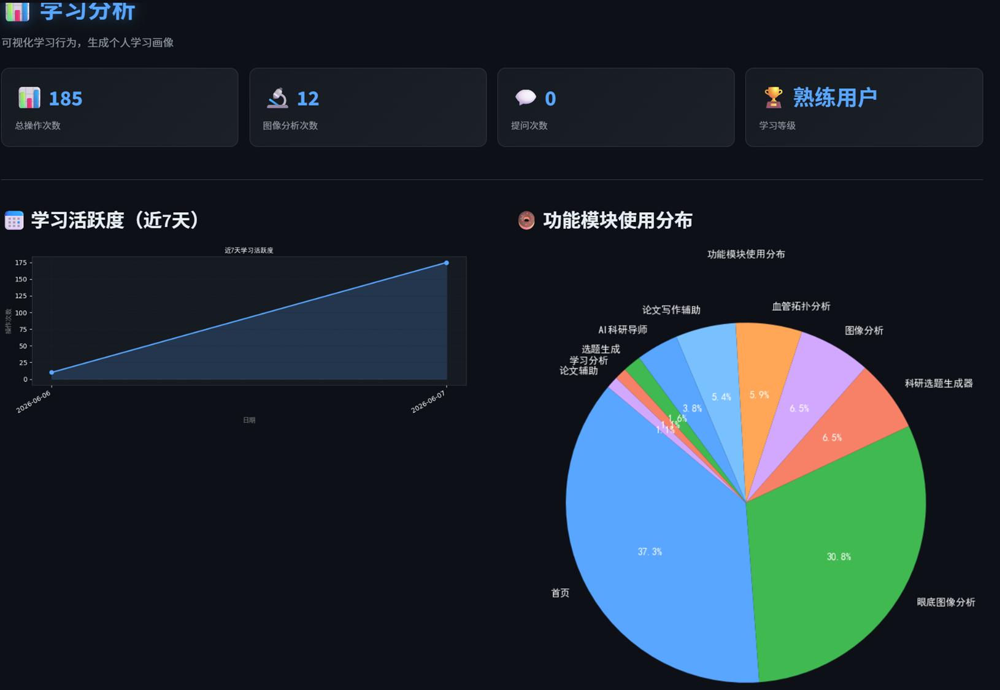 学习分析
可视化学习行为，生成个人学习画像
185
总操作次数
12
图像分析次数
0
提问次数
熟练用户
学习等级
学习活跃度（近7天）
近7天学习活跃度
175
150
125
100
75
50
25
0
操作次数
2026-06-06
2026-06-07
日期
功能模块使用分布
功能模块使用分布
论文写作辅助
血管拓扑分析
AI科研导师
图像分析
选题生成
学习分析
论文辅助
科研选题生成器
5.4%
5.9%
3.8%
6.5%
1.6%
1.1%
1.1%
6.5%
37.3%
30.8%
首页
眼底图像分析